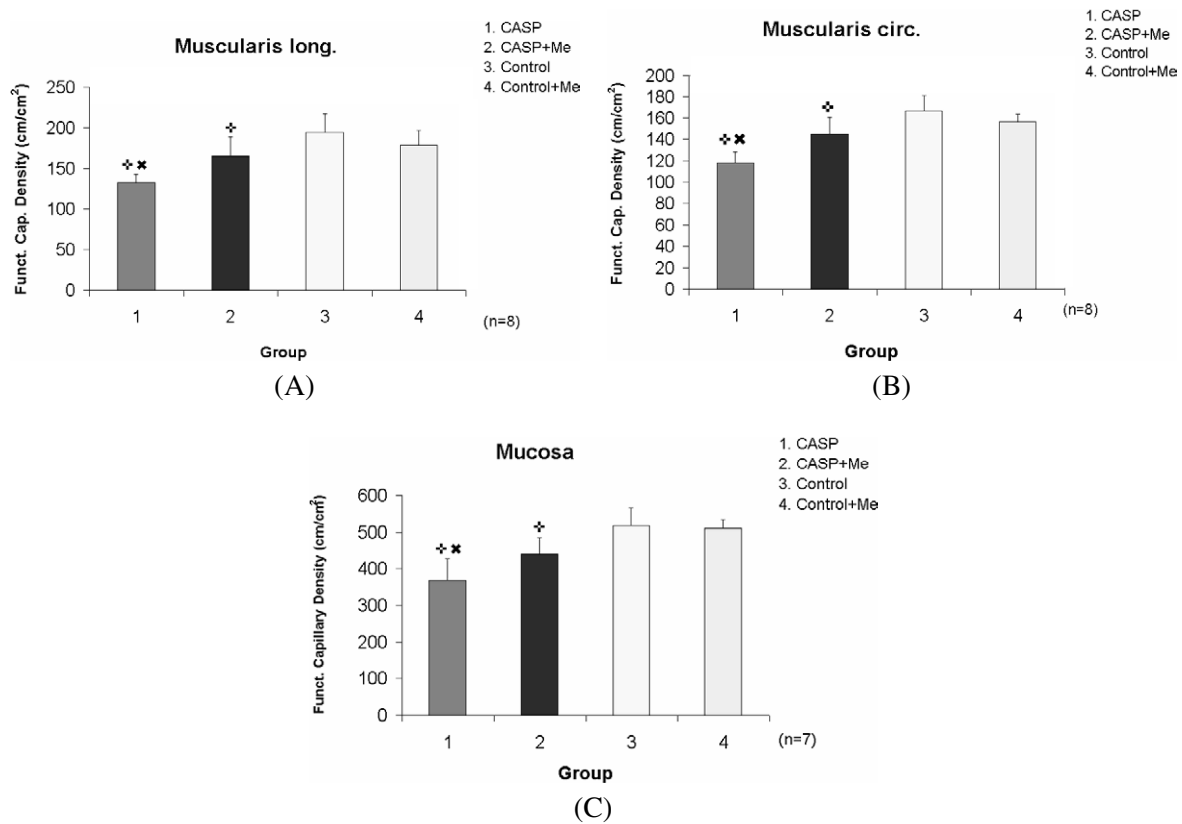 Muscularis long.
1. CASP
2. CASP+Me
3. Control
4. Control+Me
Funct. Cap. Density (cm/cm²)
250
200
150
100
50
0
✣✖
✣
1 2 3 4
(n=8)
Group
(A)
Muscularis circ.
1. CASP
2. CASP+Me
3. Control
4. Control+Me
Funct. Cap. Density (cm/cm²)
200
180
160
140
120
100
80
60
40
20
0
✣✖
✣
1 2 3 4
(n=8)
Group
(B)
Mucosa
1. CASP
2. CASP+Me
3. Control
4. Control+Me
Funct. Capillary Density (cm/cm²)
600
500
400
300
200
100
0
✣✖
✣
1 2 3 4
(n=7)
Group
(C)